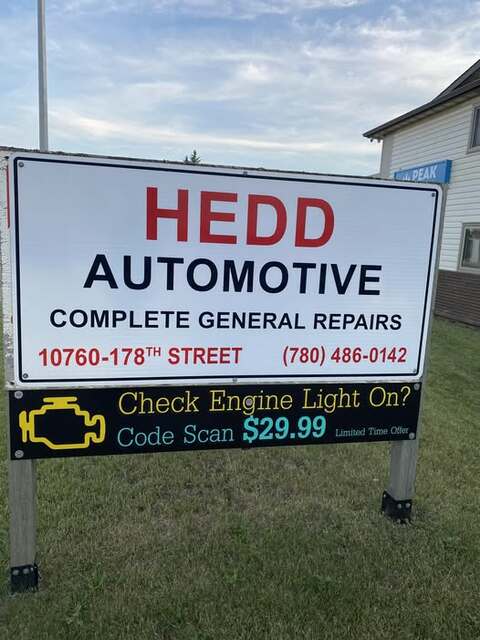 HEDD
AUTOMOTIVE
COMPLETE GENERAL REPAIRS
10760-178TH STREET (780) 486-0142
Check Engine Light On?
Code Scan $29.99 Limited Time Offer
PEAK